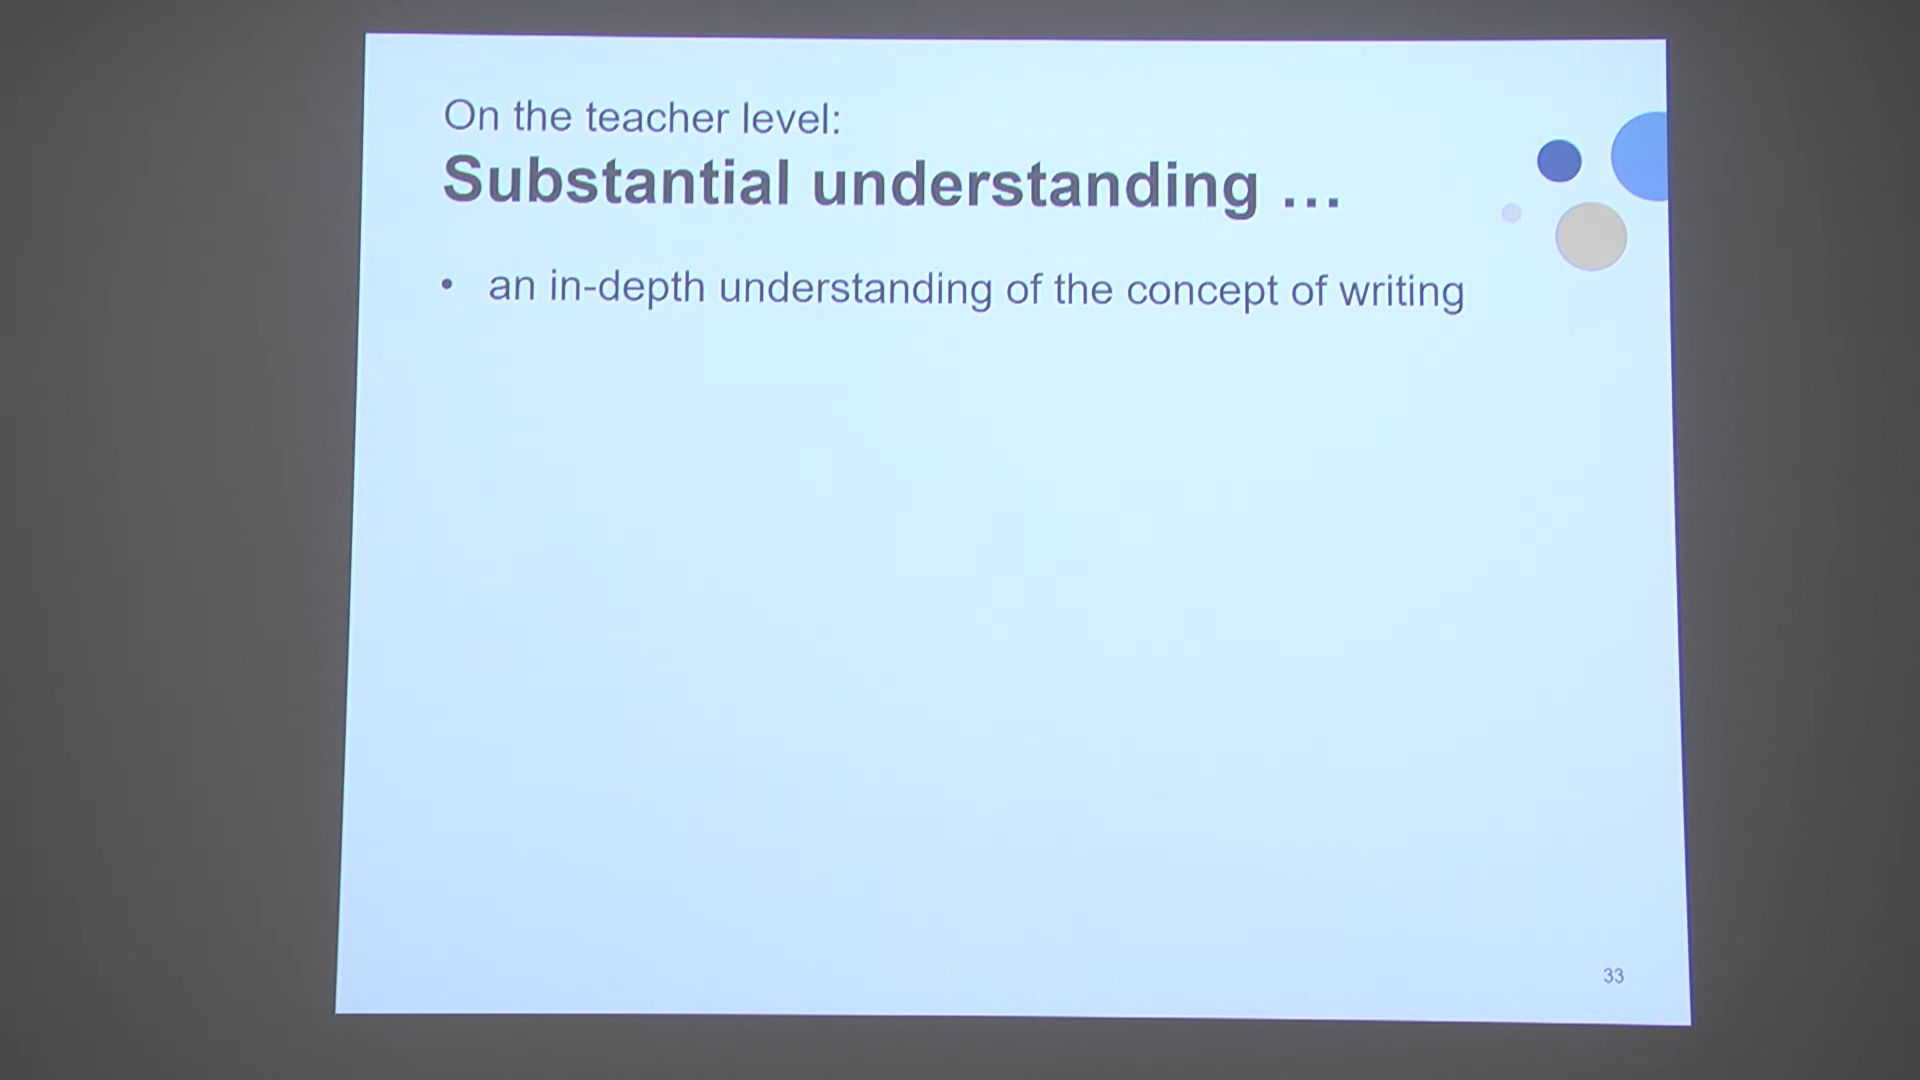 On the teacher level:
Substantial understanding …
• an in-depth understanding of the concept of writing
33